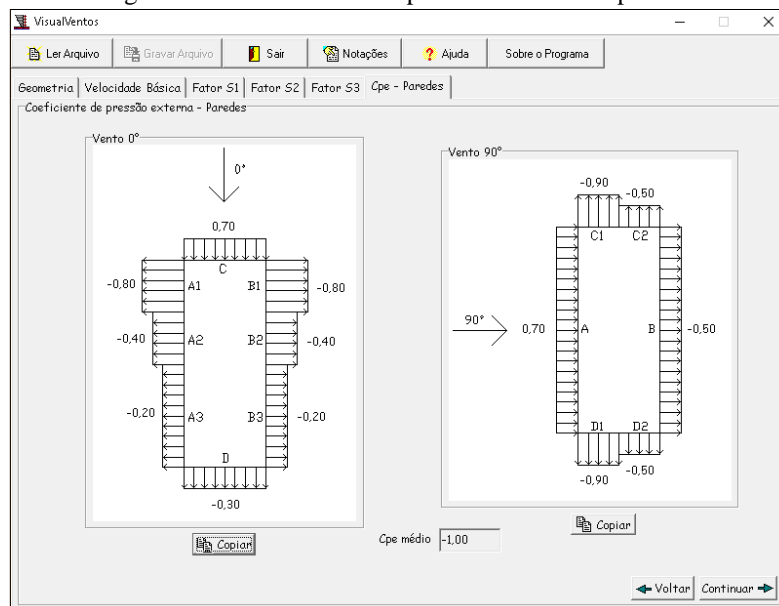 VisualVentos
Ler Arquivo Gravar Arquivo Sair Notações Ajuda Sobre o Programa
Geometria Velocidade Básica Fator S1 Fator S2 Fator S3 Cpe - Paredes
Coeficiente de pressão externa - Paredes
Vento 0°
0°
0,70
C
-0,80 A1 B1 -0,80
-0,40 A2 B2 -0,40
-0,20 A3 B3 -0,20
D
-0,30
Copiar
Vento 90°
-0,90 -0,50
C1 C2
90° 0,70 A B -0,50
D1 D2
-0,90 -0,50
Copiar
Cpe médio -1,00
Voltar Continuar